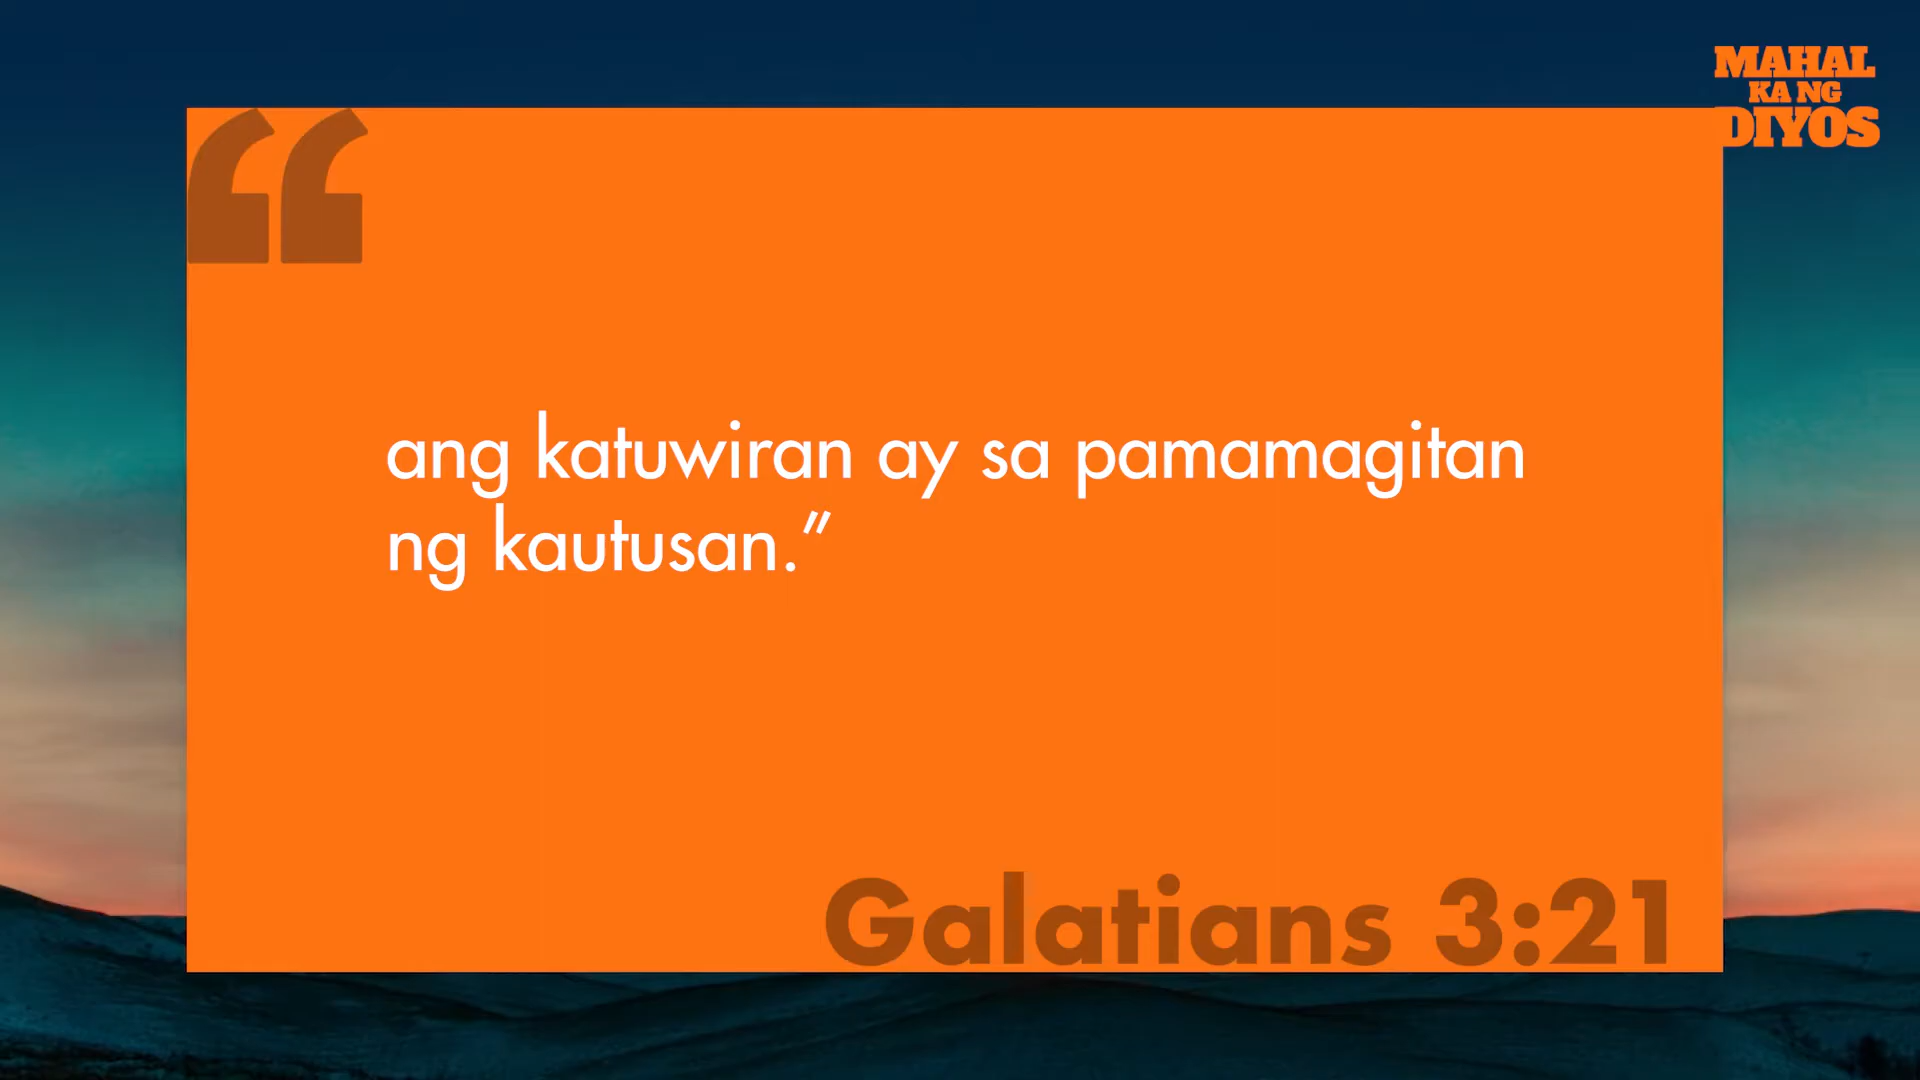 MAHAL
KA NG
DIYOS
“
ang katuwiran ay sa pamamagitan
ng kautusan.”
Galatians 3:21